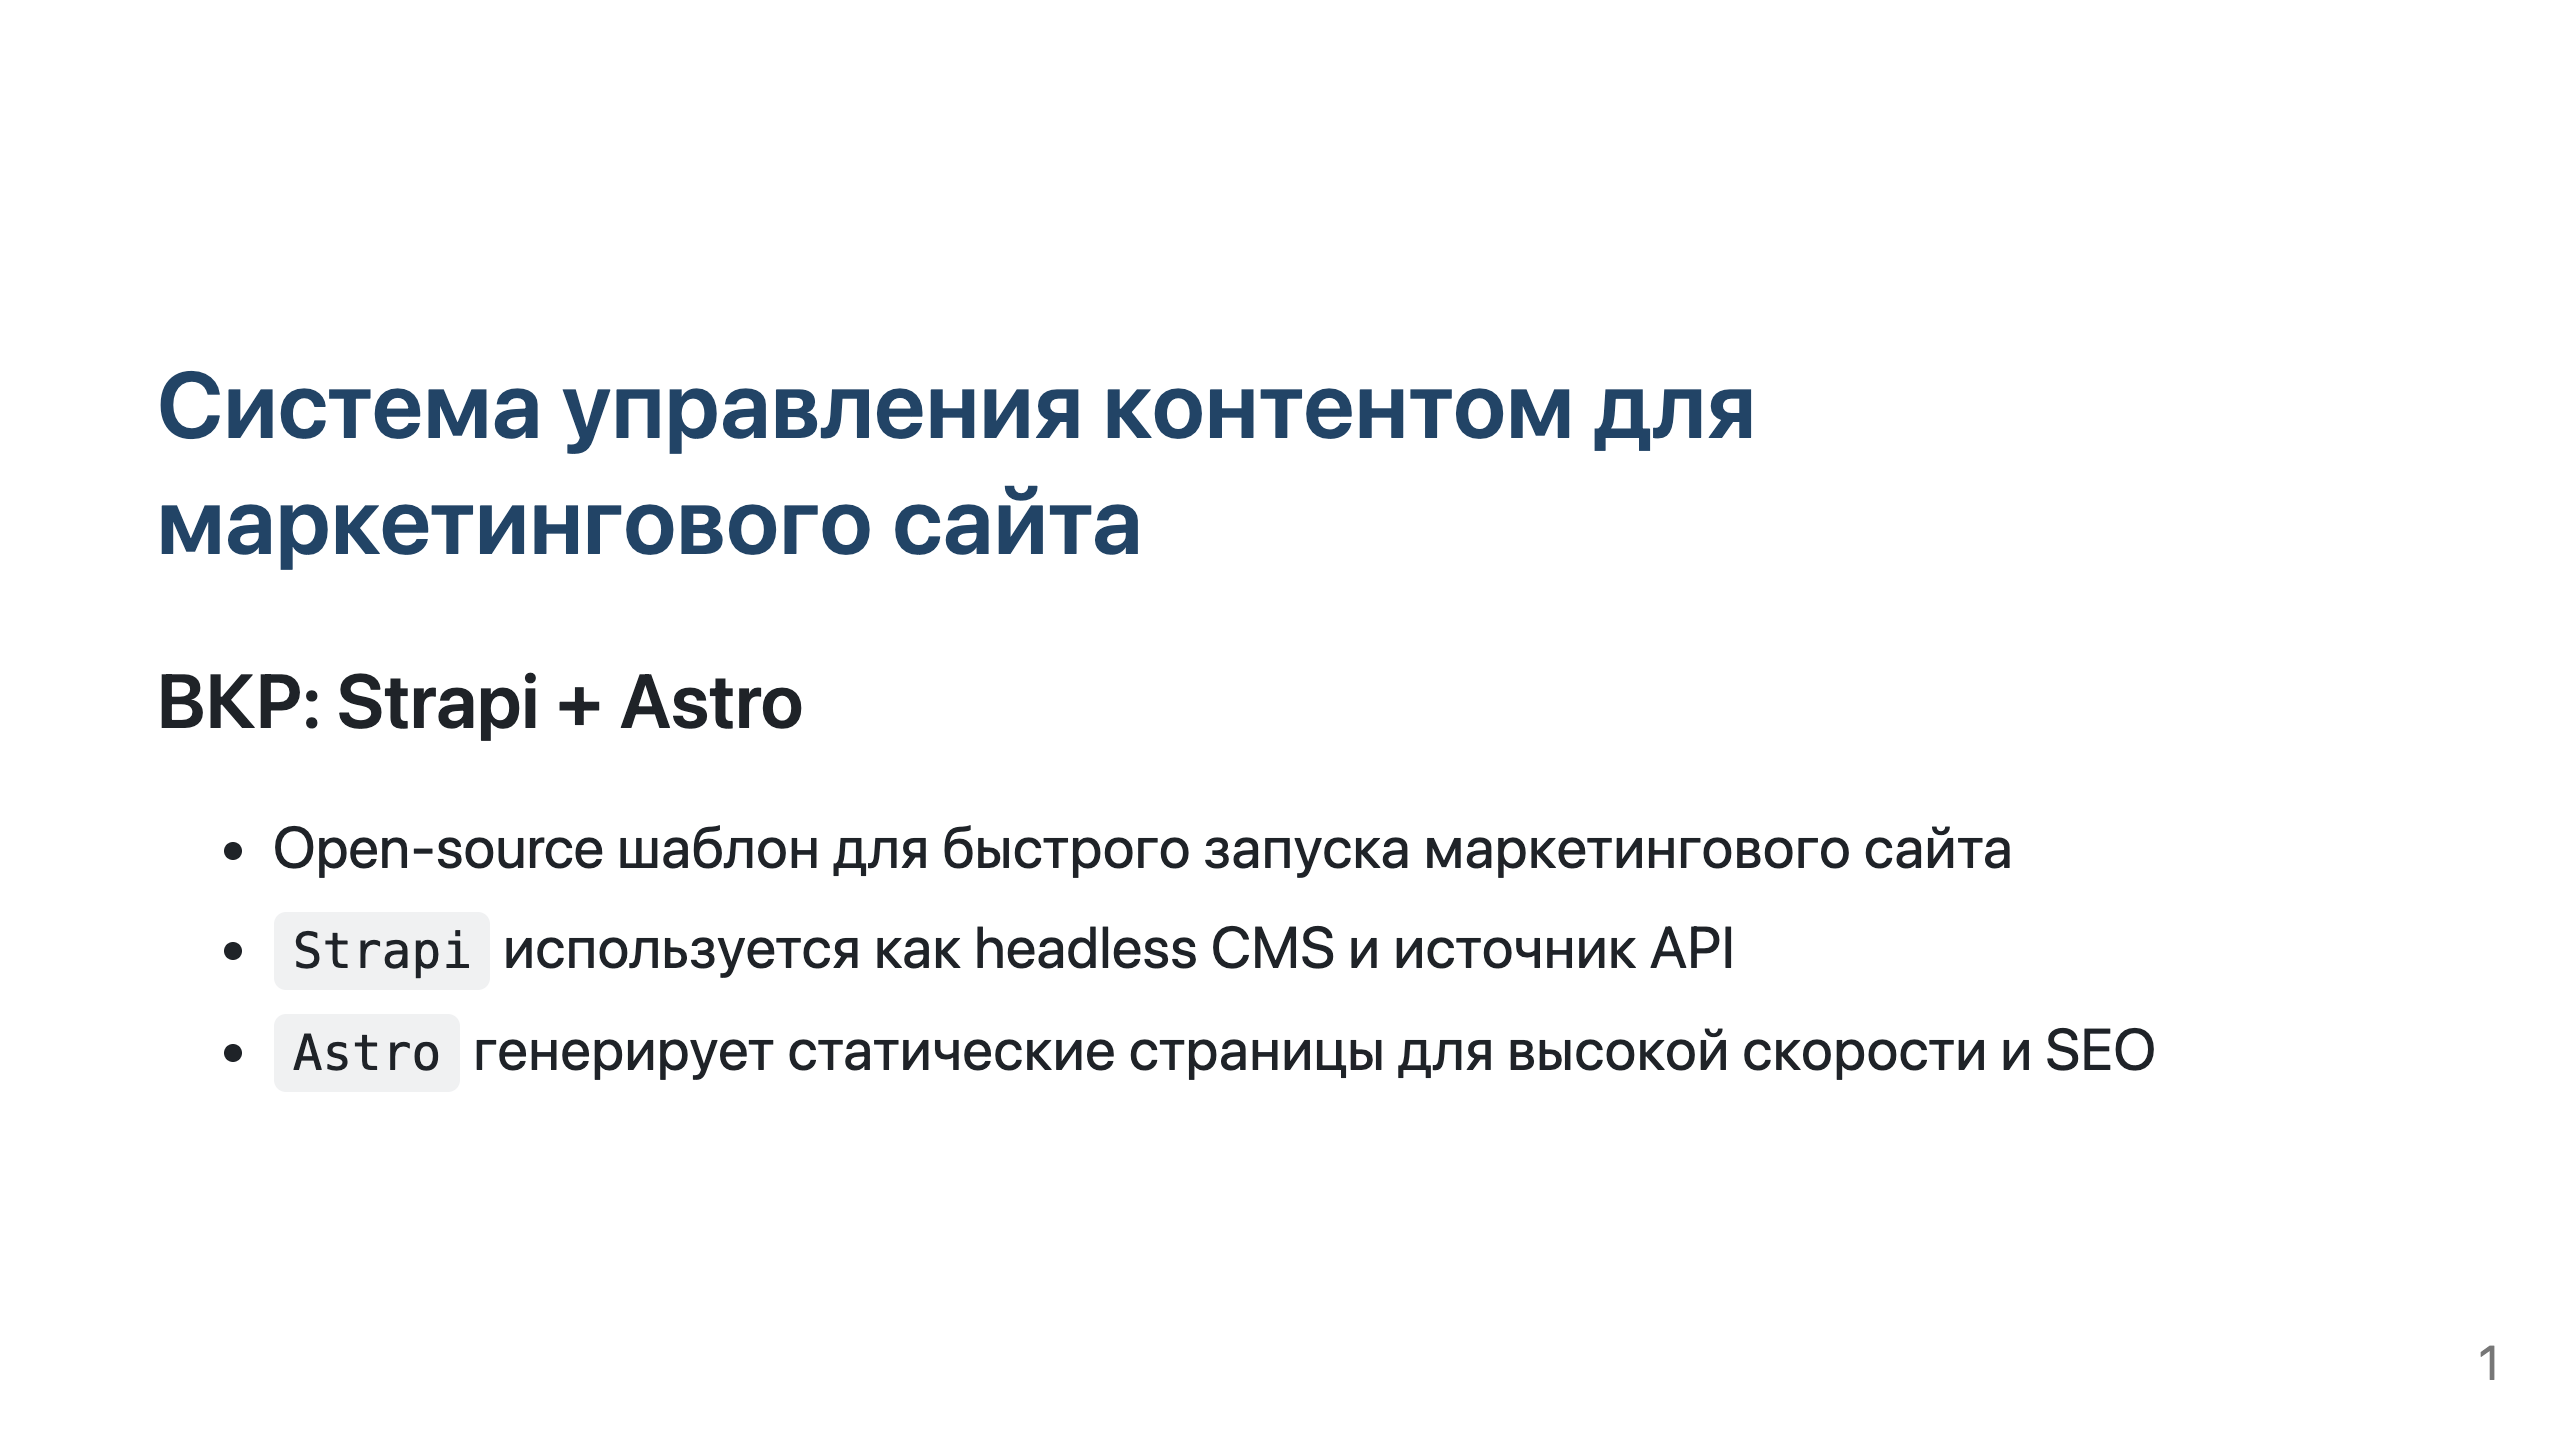 Система управления контентом для
маркетингового сайта
ВКР: Strapi + Astro
• Open-source шаблон для быстрого запуска маркетингового сайта
• Strapi используется как headless CMS и источник API
• Astro генерирует статические страницы для высокой скорости и SEO
1